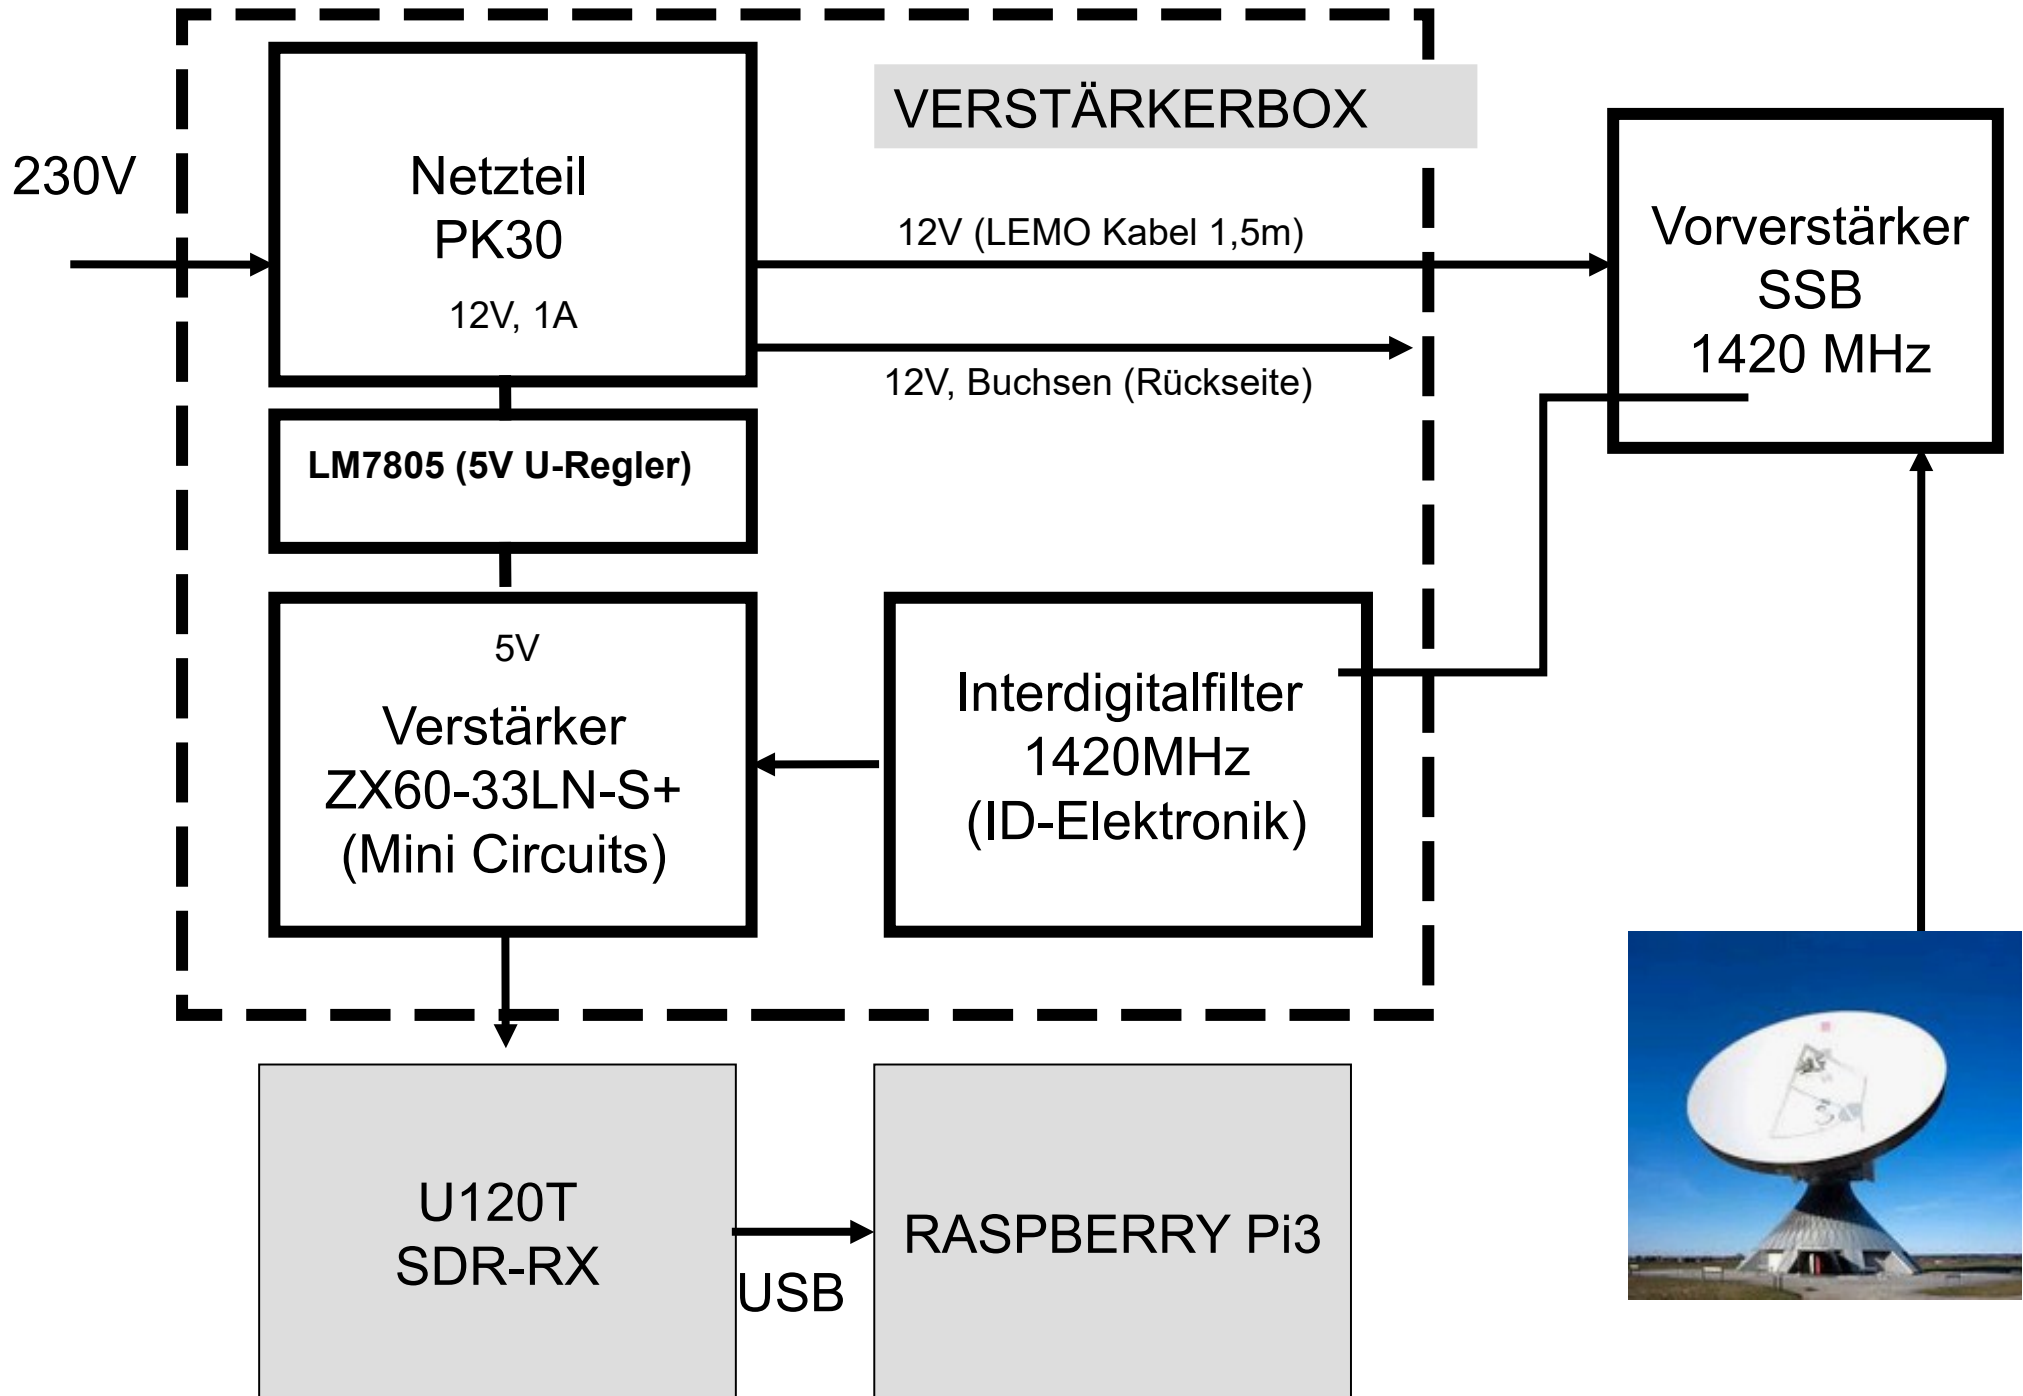 VERSTÄRKERBOX
230V
Netzteil
PK30
12V, 1A
12V (LEMO Kabel 1,5m)
12V, Buchsen (Rückseite)
Vorverstärker
SSB
1420 MHz
LM7805 (5V U-Regler)
5V
Verstärker
ZX60-33LN-S+
(Mini Circuits)
Interdigitalfilter
1420MHz
(ID-Elektronik)
U120T
SDR-RX
USB
RASPBERRY Pi3